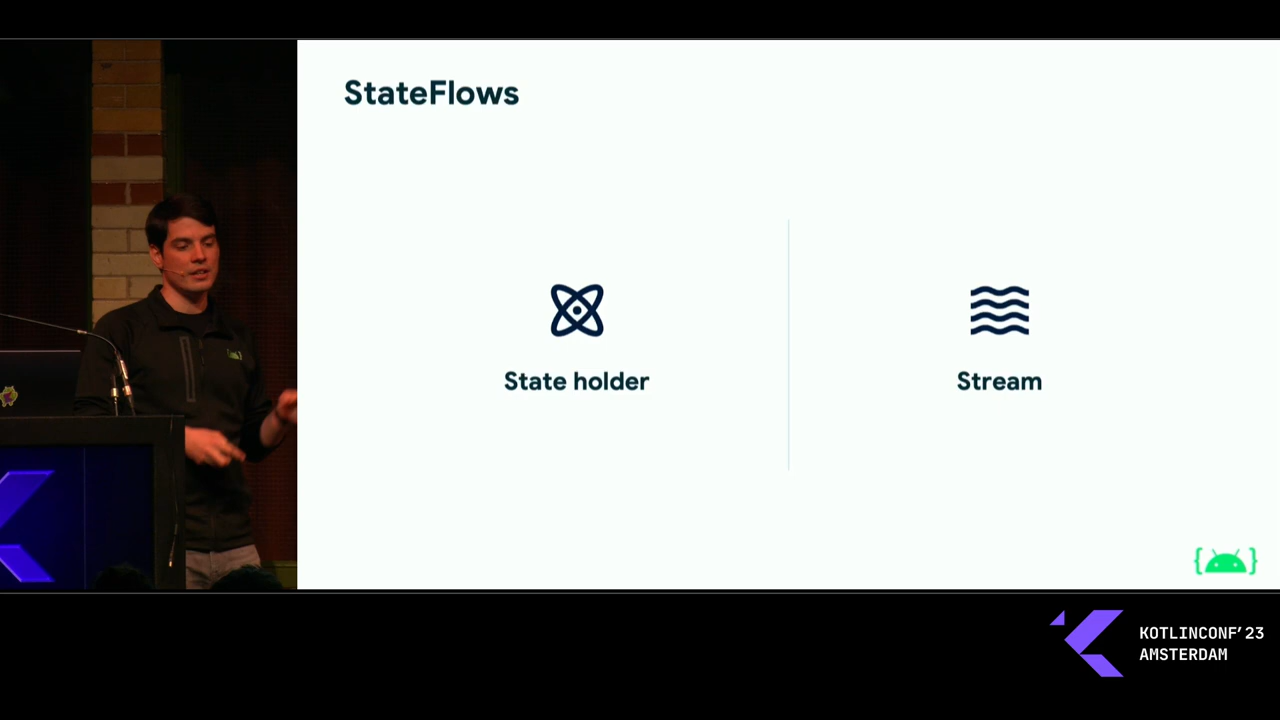 StateFlows
State holder
Stream
KOTLINCONF'23
AMSTERDAM